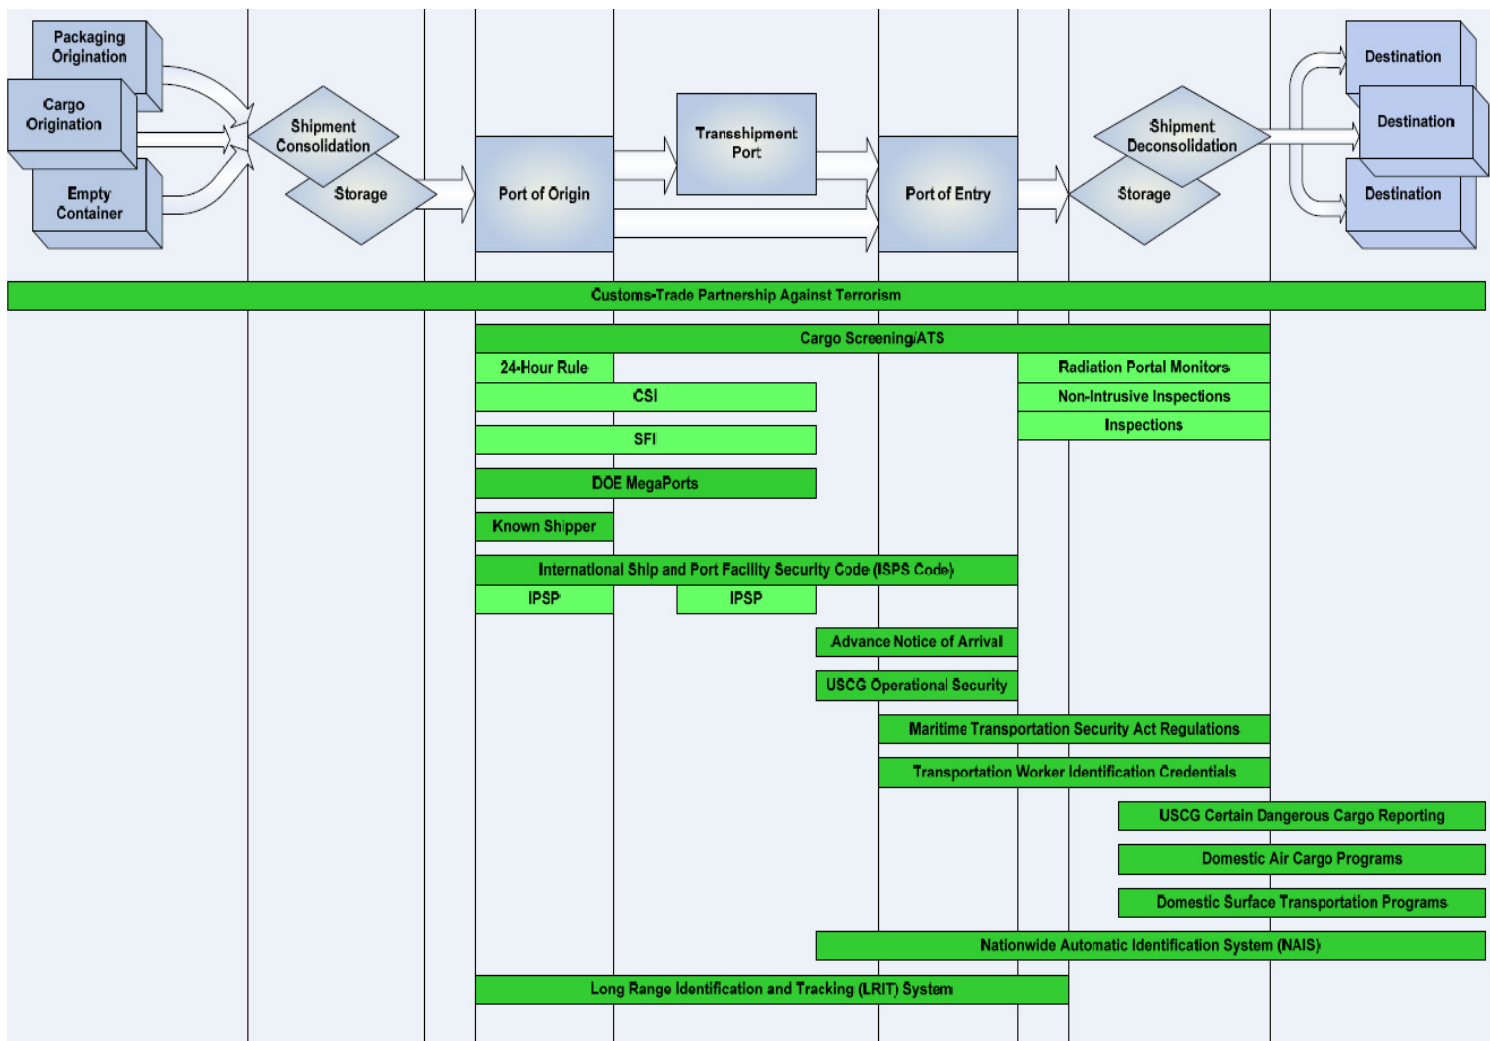 Packaging
Origination
Cargo
Origination
Empty
Container
Shipment
Consolidation
Storage
Port of Origin
Transshipment
Port
Port of Entry
Shipment
Deconsolidation
Storage
Destination
Destination
Destination
Customs-Trade Partnership Against Terrorism
Cargo Screening/ATS
24-Hour Rule
Radiation Portal Monitors
CSI
Non-Intrusive Inspections
Inspections
SFI
DOE MegaPorts
Known Shipper
International Ship and Port Facility Security Code (ISPS Code)
IPSP
IPSP
Advance Notice of Arrival
USCG Operational Security
Maritime Transportation Security Act Regulations
Transportation Worker Identification Credentials
USCG Certain Dangerous Cargo Reporting
Domestic Air Cargo Programs
Domestic Surface Transportation Programs
Nationwide Automatic Identification System (NAIS)
Long Range Identification and Tracking (LRIT) System